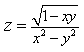 z = √(1 − xy) / (x² − y²)